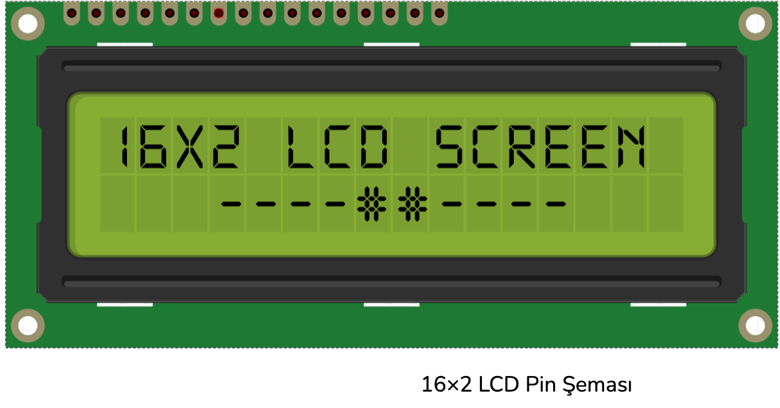 16X2 LCD SCREEN
----**----
16×2 LCD Pin Şeması